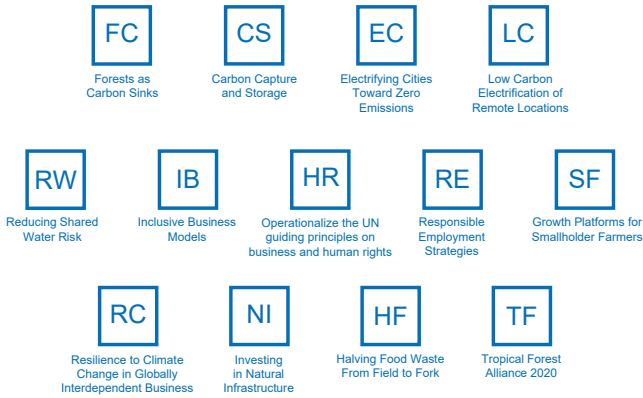 FC
CS
EC
LC
Forests as
Carbon Sinks
Carbon Capture
and Storage
Electrifying Cities
Toward Zero
Emissions
Low Carbon
Electrification of
Remote Locations
RW
IB
HR
RE
SF
Reducing Shared
Water Risk
Inclusive Business
Models
Operationalize the UN
guiding principles on
business and human rights
Responsible
Employment
Strategies
Growth Platforms for
Smallholder Farmers
RC
NI
HF
TF
Resilience to Climate
Change in Globally
Interdependent Business
Investing
in Natural
Infrastructure
Halving Food Waste
From Field to Fork
Tropical Forest
Alliance 2020